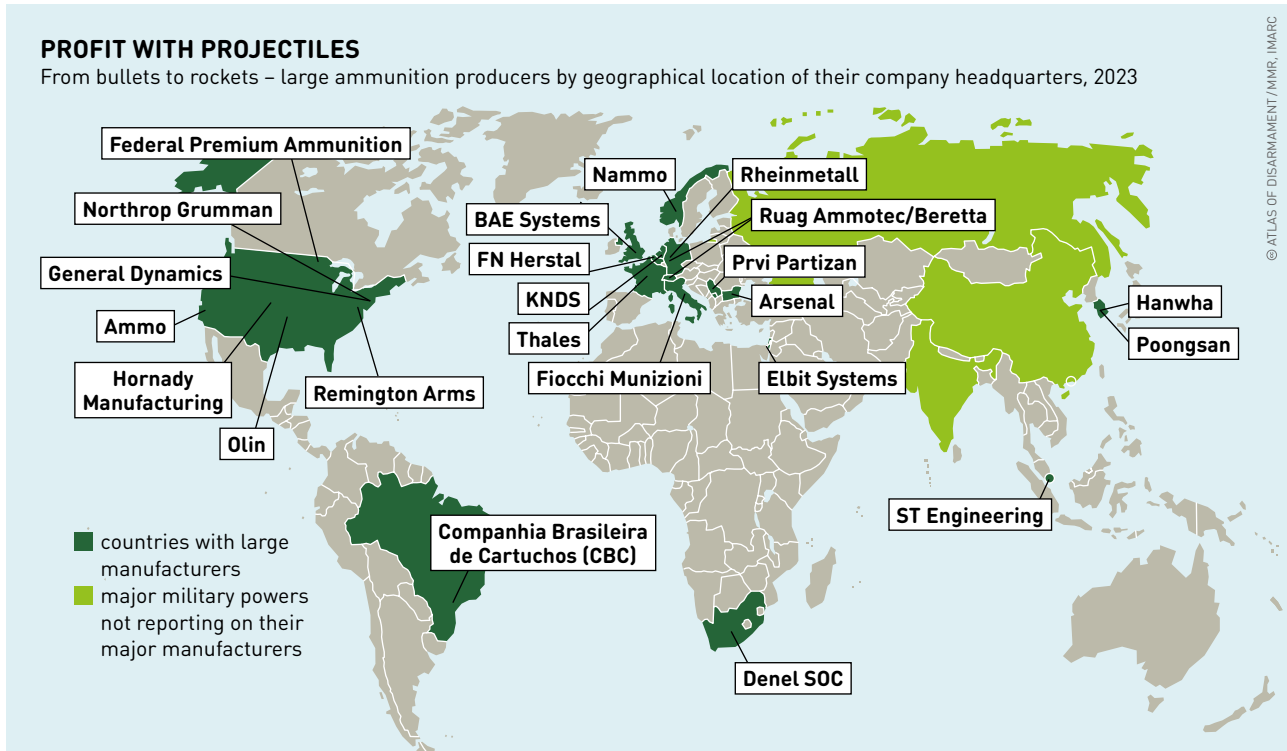 PROFIT WITH PROJECTILES
From bullets to rockets – large ammunition producers by geographical location of their company headquarters, 2023
© ATLAS OF DISARMAMENT / MMR, IMARC
Federal Premium Ammunition
Northrop Grumman
General Dynamics
Ammo
Hornady
Manufacturing
Olin
Remington Arms
Nammo
BAE Systems
FN Herstal
KNDS
Thales
Fiocchi Munizioni
Rheinmetall
Ruag Ammotec/Beretta
Prvi Partizan
Arsenal
Elbit Systems
Hanwha
Poongsan
ST Engineering
Companhia Brasileira
de Cartuchos (CBC)
Denel SOC
countries with large
manufacturers
major military powers
not reporting on their
major manufacturers